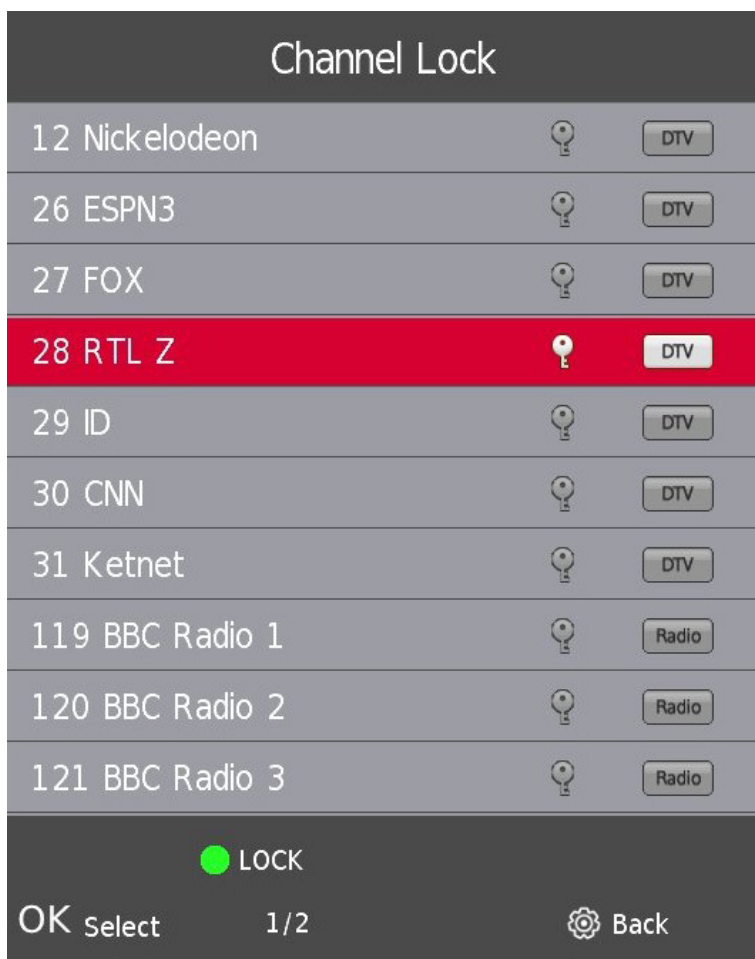 Channel Lock
12 Nickelodeon DTV
26 ESPN3 DTV
27 FOX DTV
28 RTL Z DTV
29 ID DTV
30 CNN DTV
31 Ketnet DTV
119 BBC Radio 1 Radio
120 BBC Radio 2 Radio
121 BBC Radio 3 Radio
LOCK
OK Select 1/2 Back